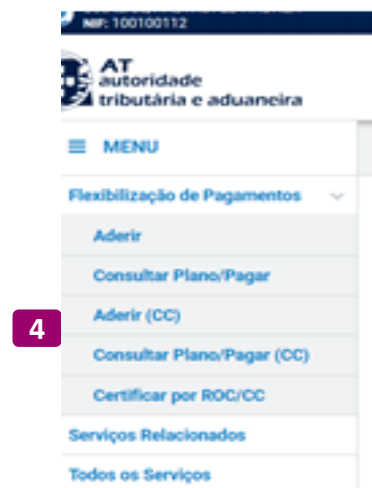 NIF: 100100112
AT
autoridade
tributária e aduaneira
MENU
Flexibilização de Pagamentos
Aderir
Consultar Plano/Pagar
4
Aderir (CC)
Consultar Plano/Pagar (CC)
Certificar por ROC/CC
Serviços Relacionados
Todos os Serviços